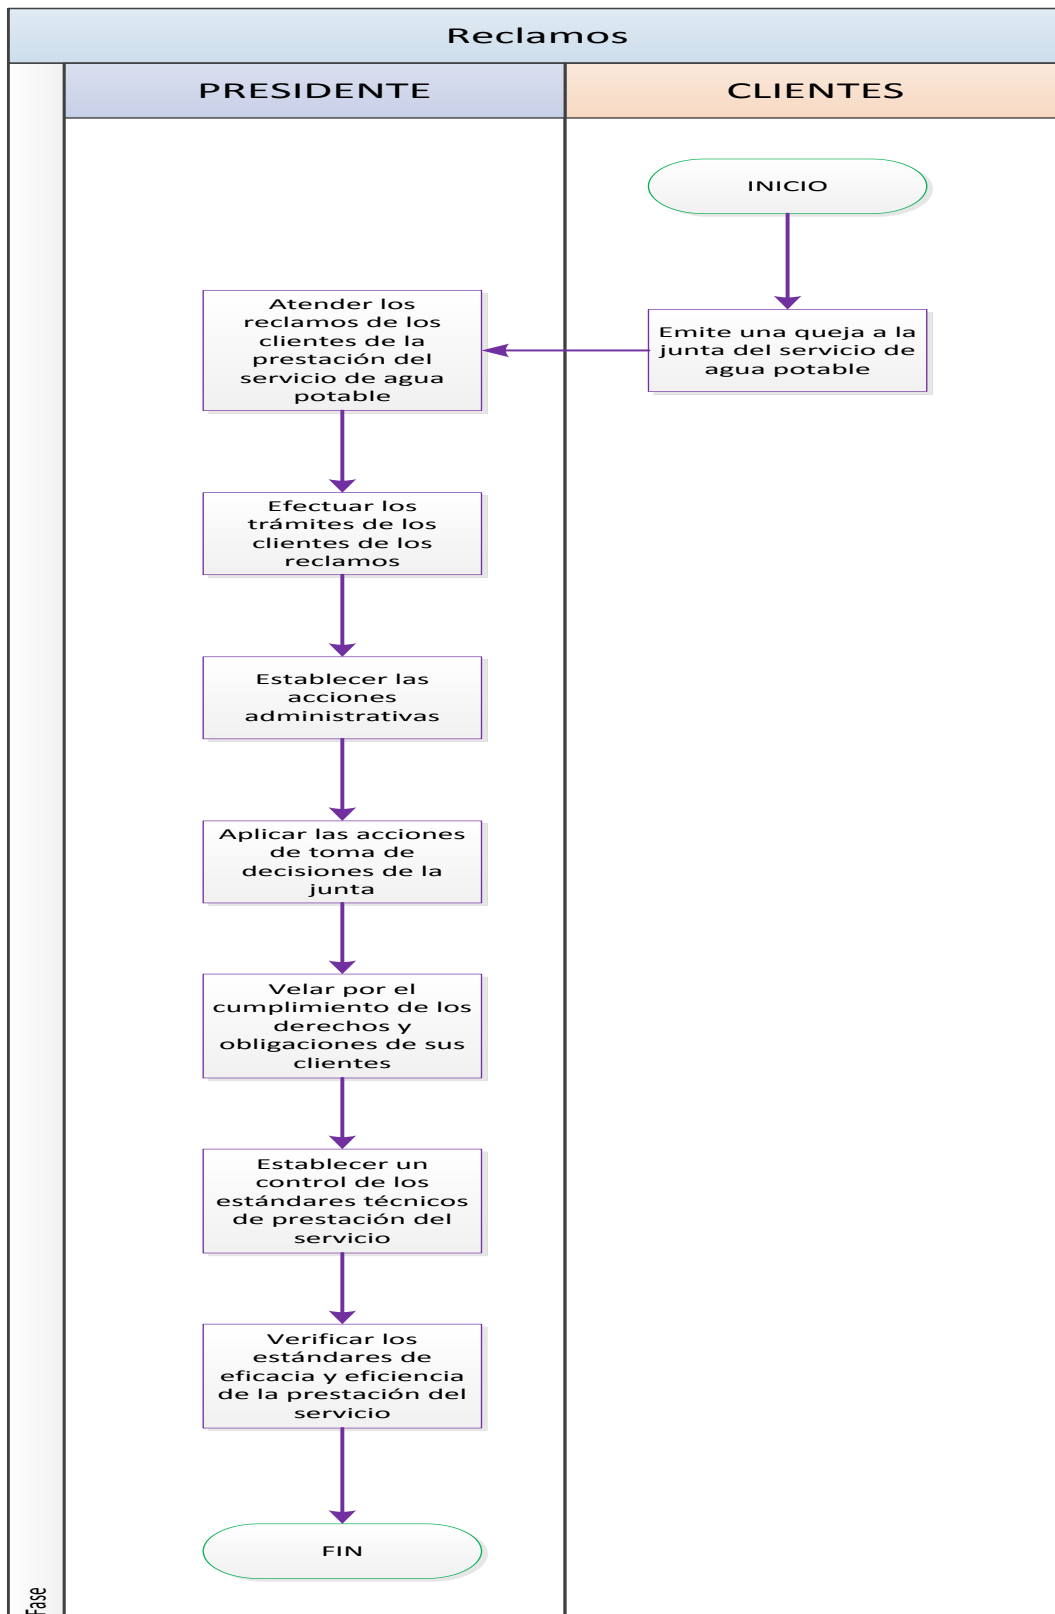 Reclamos
PRESIDENTE
CLIENTES
INICIO
Emite una queja a la
junta del servicio de
agua potable
Atender los
reclamos de los
clientes de la
prestación del
servicio de agua
potable
Efectuar los
trámites de los
clientes de los
reclamos
Establecer las
acciones
administrativas
Aplicar las acciones
de toma de
decisiones de la
junta
Velar por el
cumplimiento de los
derechos y
obligaciones de sus
clientes
Establecer un
control de los
estándares técnicos
de prestación del
servicio
Verificar los
estándares de
eficacia y eficiencia
de la prestación del
servicio
FIN
Fase